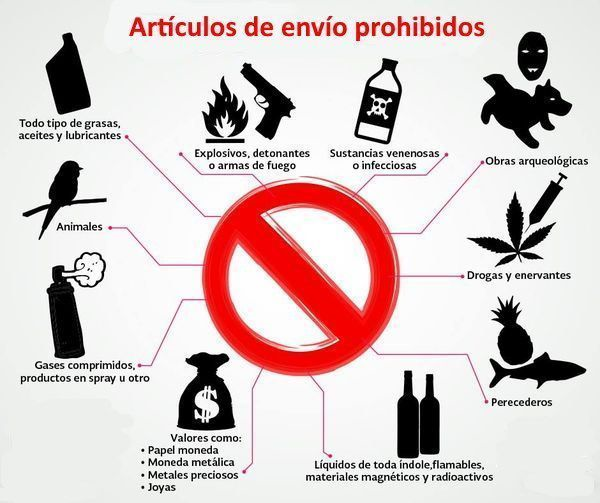 Artículos de envío prohibidos
Todo tipo de grasas,
aceites y lubricantes
Explosivos, detonantes
o armas de fuego
Sustancias venenosas
o infecciosas
Obras arqueológicas
Animales
Drogas y enervantes
Gases comprimidos,
productos en spray u otro
Perecederos
$
Valores como:
• Papel moneda
• Moneda metálica
• Metales preciosos
• Joyas
Líquidos de toda índole,flamables,
materiales magnéticos y radioactivos